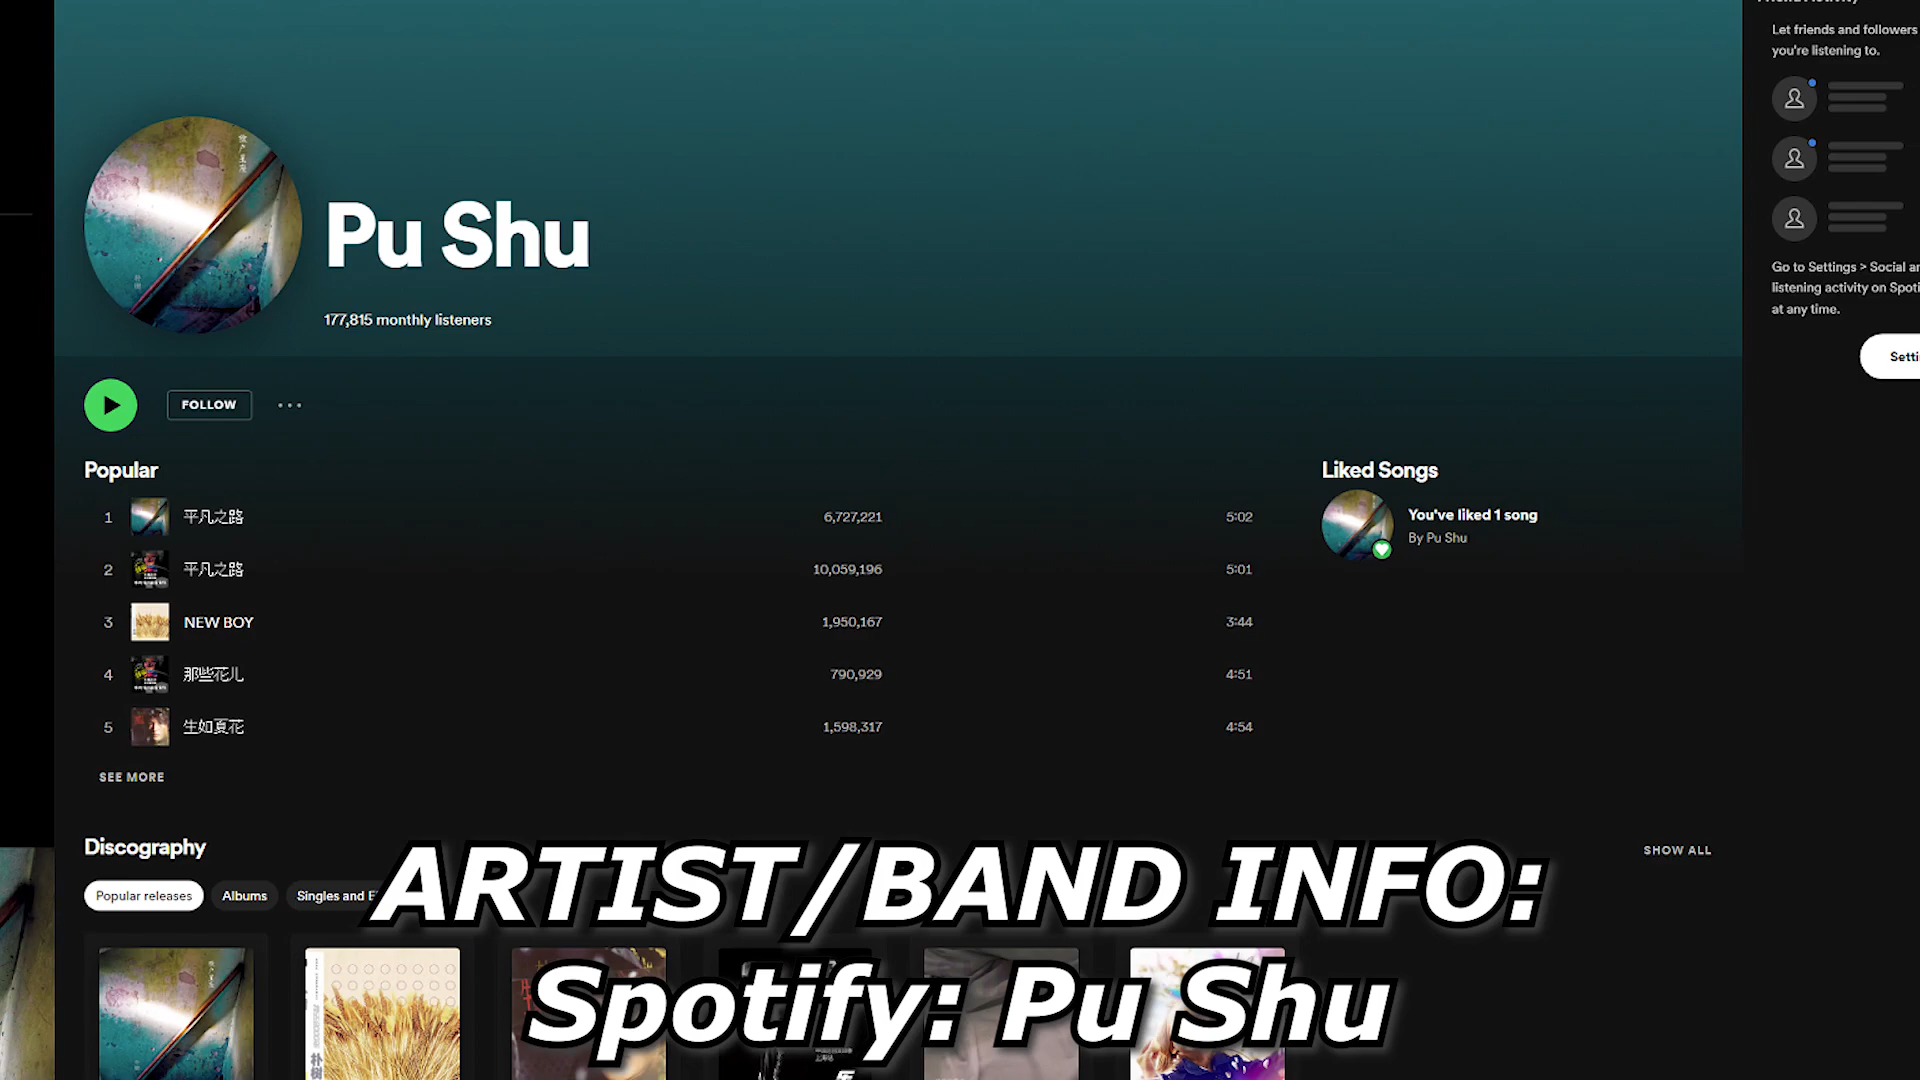 Let friends and followers
you're listening to.
Pu Shu
177,815 monthly listeners
Go to Settings > Social
listening activity on
at any time.
FOLLOW
Popular
Liked Songs
1 平凡之路 6,727,221 5:02
You've liked 1 song
By Pu Shu
2 平凡之路 10,059,196 5:01
3 NEW BOY 1,950,167 3:44
4 那些花儿 790,929 4:51
5 生如夏花 1,598,317 4:54
SEE MORE
Discography
SHOW ALL
Popular releases
Albums
Singles and
ARTIST/BAND INFO:
Spotify: Pu Shu
朴树